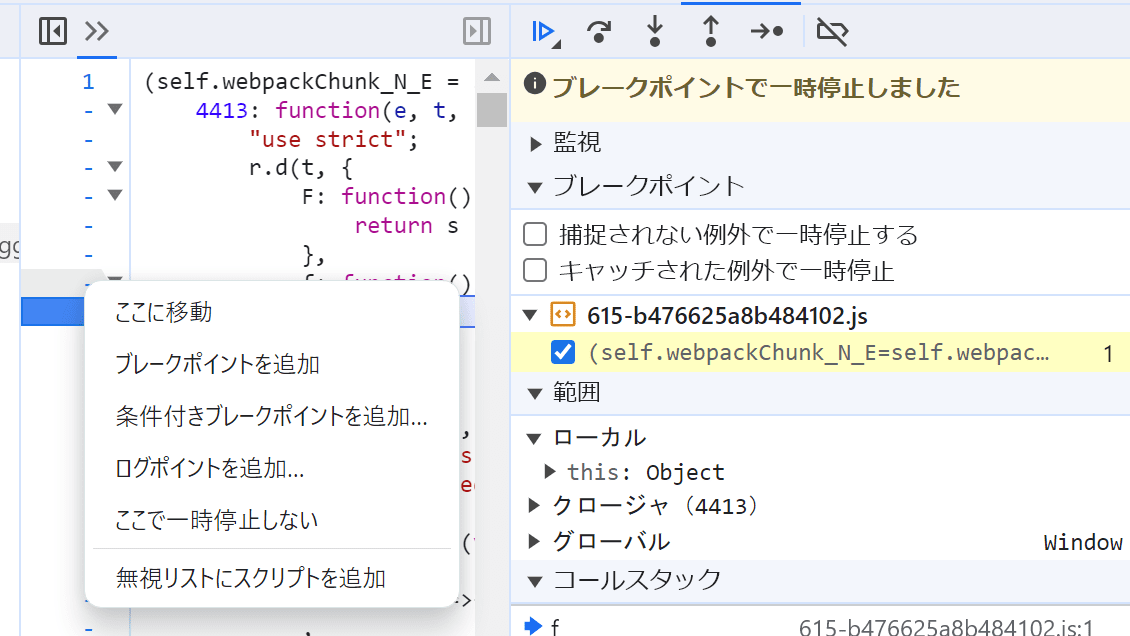 1
(self.webpackChunk_N_E =
4413: function(e, t,
"use strict";
r.d(t, {
F: function()
return s
},
ここに移動
ブレークポイントを追加
条件付きブレークポイントを追加...
ログポイントを追加...
ここで一時停止しない
無視リストにスクリプトを追加
ブレークポイントで一時停止しました
監視
ブレークポイント
捕捉されない例外で一時停止する
キャッチされた例外で一時停止
615-b476625a8b484102.js
(self.webpackChunk_N_E=self.webpac… 1
範囲
ローカル
this: Object
クロージャ (4413)
グローバル Window
コールスタック
f 615-b476625a8b484102.js:1